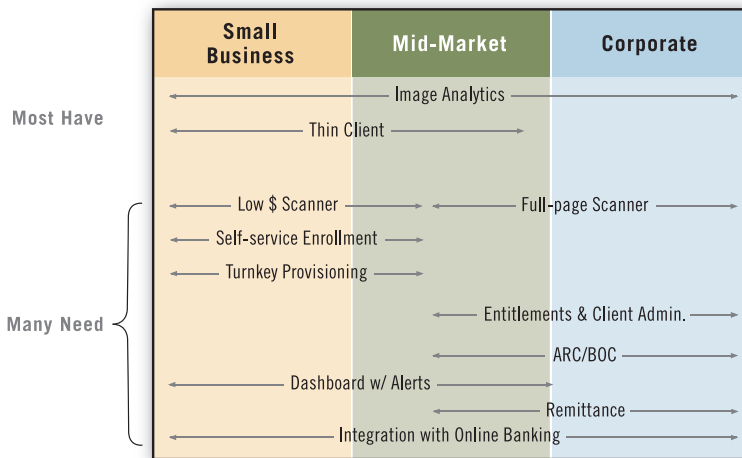 Small
Business
Mid-Market
Corporate
Most Have
Image Analytics
Thin Client
Many Need
Low $ Scanner
Full-page Scanner
Self-service Enrollment
Turnkey Provisioning
Entitlements & Client Admin.
ARC/BOC
Dashboard w/ Alerts
Remittance
Integration with Online Banking